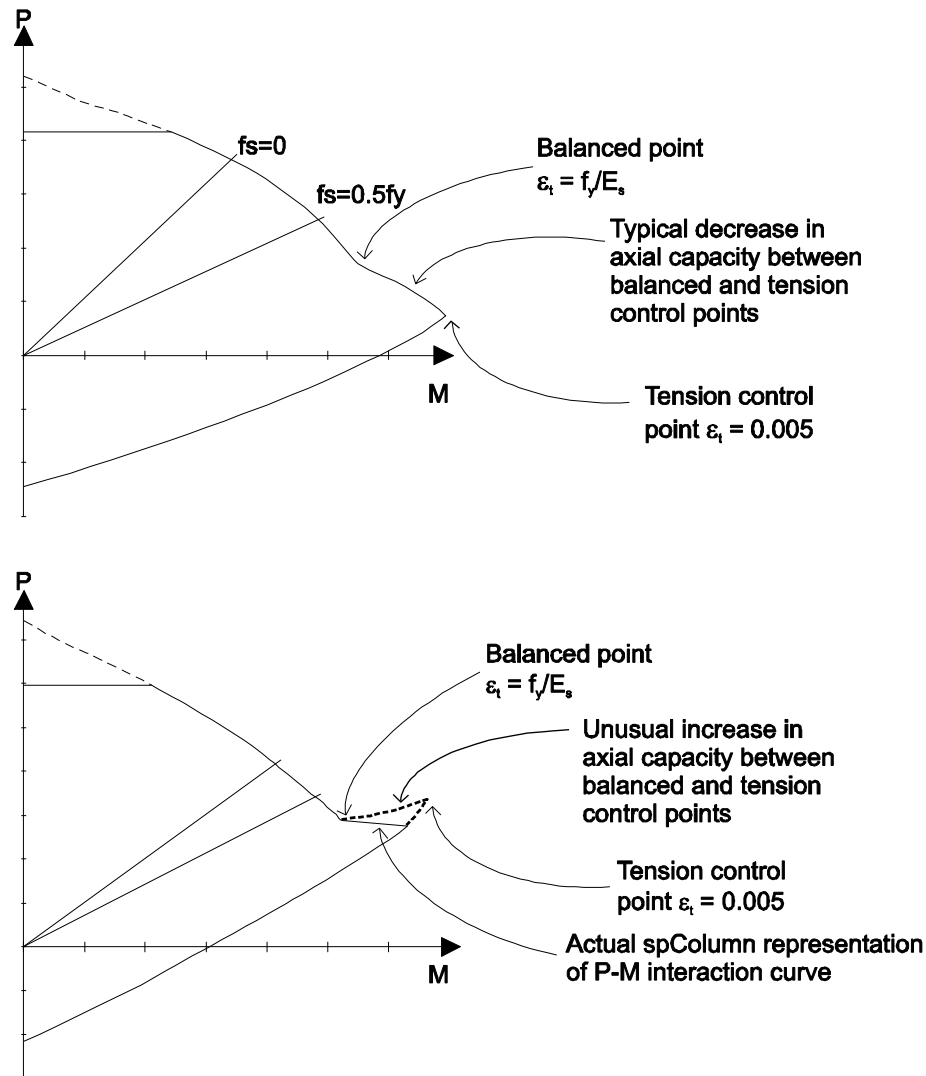 P
fs=0
fs=0.5fy
Balanced point
εt = fy/Es
Typical decrease in
axial capacity between
balanced and tension
control points
M
Tension control
point εt = 0.005
P
Balanced point
εt = fy/Es
Unusual increase in
axial capacity between
balanced and tension
control points
Tension control
point εt = 0.005
Actual spColumn representation
of P-M interaction curve
M